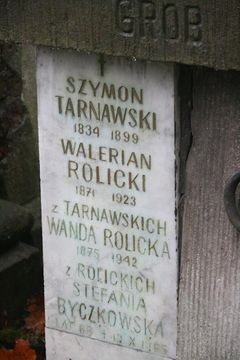 GROB
SZYMON
TARNAWSKI
1834 1899
WALERIAN
ROLICKI
1871 1923
z TARNAWSKICH
WANDA ROLICKA
1875 1942
z ROLICKICH
STEFANIA
BYCZKOWSKA